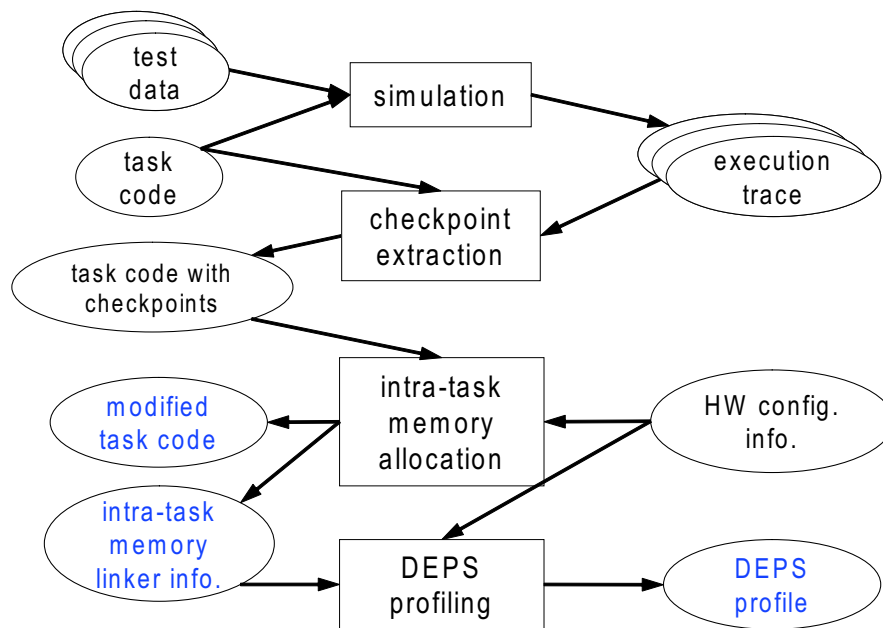 test
data
simulation
task
code
execution
trace
checkpoint
extraction
task code with
checkpoints
intra-task
memory
allocation
modified
task code
HW config.
info.
intra-task
memory
linker info.
DEPS
profiling
DEPS
profile